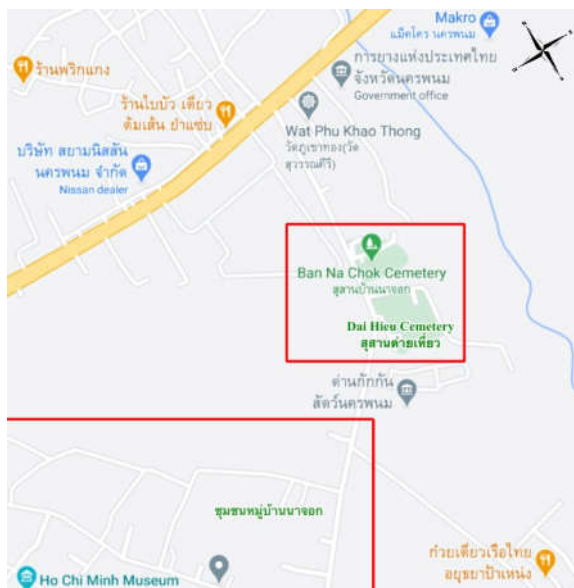 Makro
แม็คโคร นครพนม
การยางแห่งประเทศไทย
จังหวัดนครพนม
Government office
ร้านพริกแกง
ร้านใบบัว เตี๋ยว
ต้มเส้น ยำแซ่บ
Wat Phu Khao Thong
วัดภูเขาทอง(วัด
สุวรรณคีรี)
บริษัท สยามนิสสัน
นครพนม จำกัด
Nissan dealer
Ban Na Chok Cemetery
สุสานบ้านนาจอก
Dai Hieu Cemetery
สุสานด่ายเหี่ยว
ด่านกักกัน
สัตว์นครพนม
ชุมชนหมู่บ้านนาจอก
Ho Chi Minh Museum
ก๋วยเตี๋ยวเรือไทย
อยุธยาป้าเหน่ง